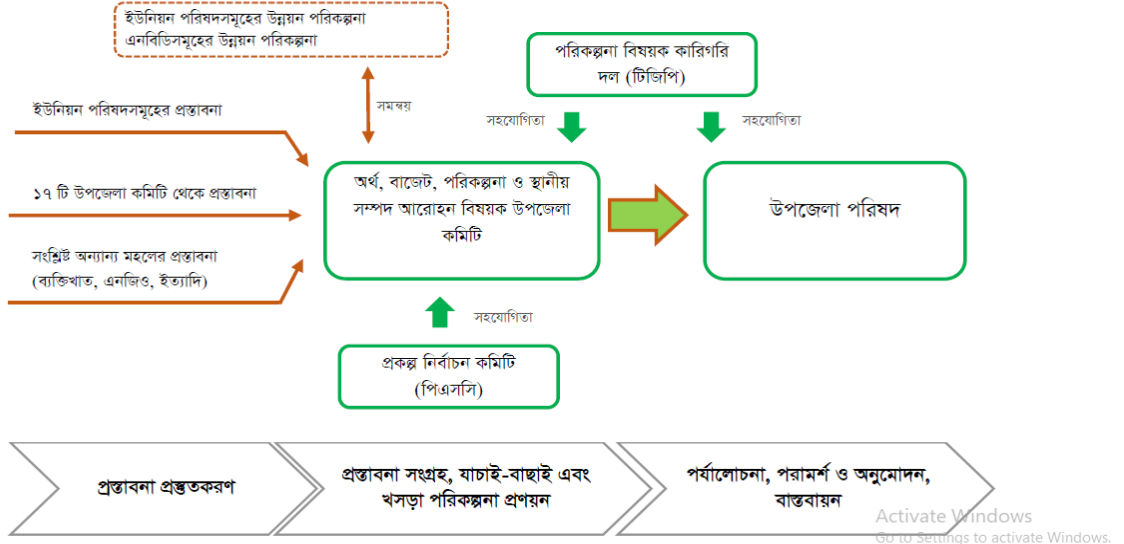 ইউনিয়ন পরিষদসমূহের উন্নয়ন পরিকল্পনা
এনবিডিসমূহের উন্নয়ন পরিকল্পনা
পরিকল্পনা বিষয়ক কারিগরি
দল (টিজিপি)
সমন্বয়
ইউনিয়ন পরিষদসমূহের প্রস্তাবনা
সহযোগিতা
সহযোগিতা
১৭ টি উপজেলা কমিটি থেকে প্রস্তাবনা
অর্থ, বাজেট, পরিকল্পনা ও স্থানীয়
সম্পদ আরোহন বিষয়ক উপজেলা
কমিটি
উপজেলা পরিষদ
সংশ্লিষ্ট অন্যান্য মহলের প্রস্তাবনা
(ব্যক্তিখাত, এনজিও, ইত্যাদি)
সহযোগিতা
প্রকল্প নির্বাচন কমিটি
(পিএসসি)
প্রস্তাবনা প্রস্তুতকরণ
প্রস্তাবনা সংগ্রহ, যাচাই-বাছাই এবং
খসড়া পরিকল্পনা প্রণয়ন
পর্যালোচনা, পরামর্শ ও অনুমোদন,
বাস্তবায়ন
Activate Windows
Go to Settings to activate Windows.